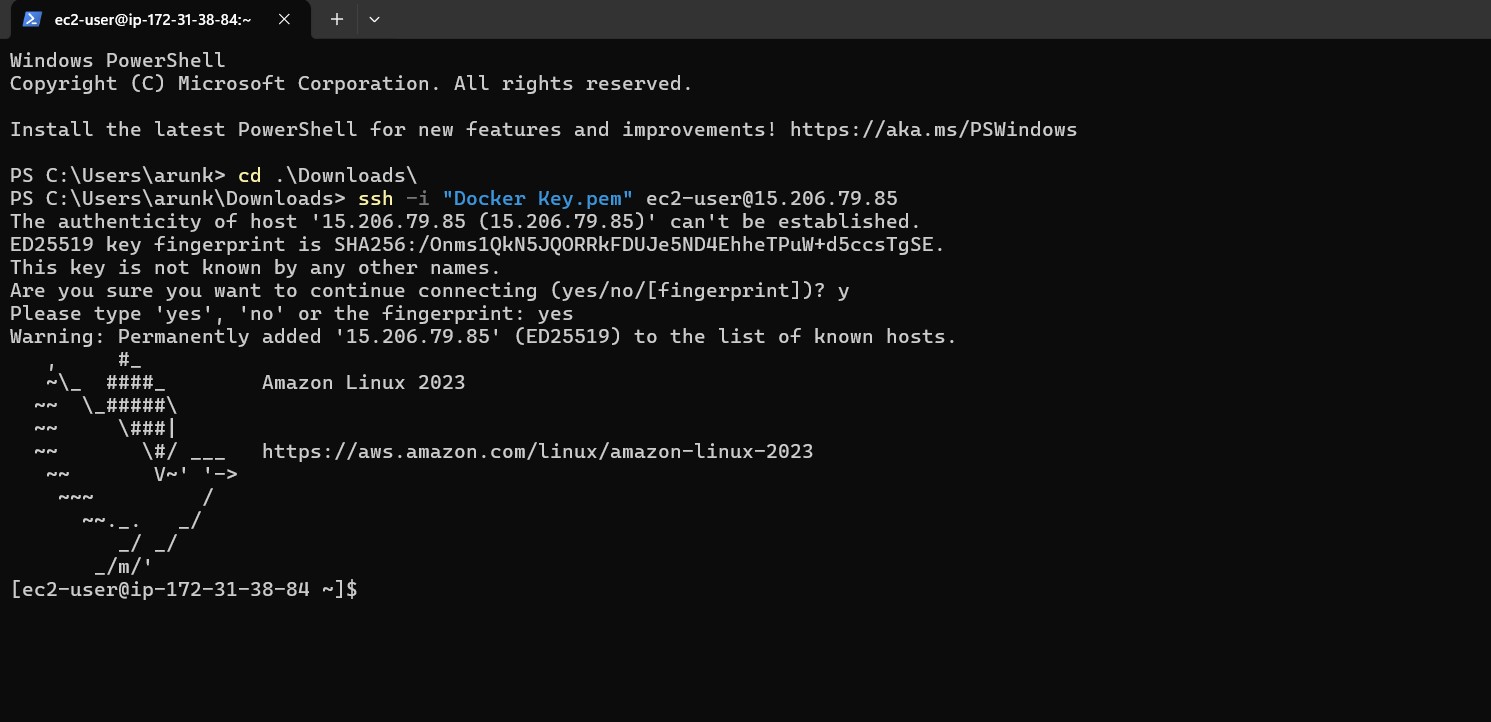 ec2-user@ip-172-31-38-84:~
Windows PowerShell
Copyright (C) Microsoft Corporation. All rights reserved.
Install the latest PowerShell for new features and improvements! https://aka.ms/PSWindows
PS C:\Users\arunk> cd .\Downloads\
PS C:\Users\arunk\Downloads> ssh -i "Docker Key.pem" ec2-user@15.206.79.85
The authenticity of host '15.206.79.85 (15.206.79.85)' can't be established.
ED25519 key fingerprint is SHA256:/Onms1QkN5JQORRkFDUJe5ND4EhheTPuW+d5ccsTgSE.
This key is not known by any other names.
Are you sure you want to continue connecting (yes/no/[fingerprint])? y
Please type 'yes', 'no' or the fingerprint: yes
Warning: Permanently added '15.206.79.85' (ED25519) to the list of known hosts.
   ,     #_
   ~\_  ####_        Amazon Linux 2023
  ~~  \_#####\
  ~~     \###|
  ~~       \#/ ___   https://aws.amazon.com/linux/amazon-linux-2023
   ~~       V~' '->
    ~~~         /
      ~~._.   _/
         _/ _/
       _/m/'
[ec2-user@ip-172-31-38-84 ~]$